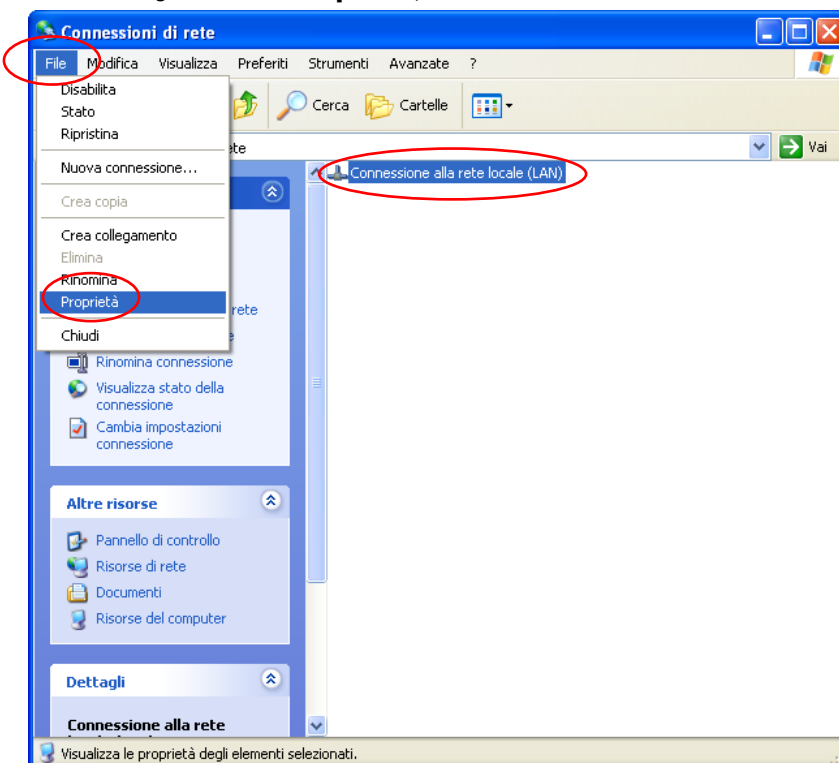 Connessioni di rete
File Modifica Visualizza Preferiti Strumenti Avanzate ?
Disabilita
Stato
Ripristina
Nuova connessione...
Crea copia
Crea collegamento
Elimina
Rinomina
Proprietà
Chiudi
Cerca Cartelle
Vai
Connessione alla rete locale (LAN)
rete
Rinomina connessione
Visualizza stato della
connessione
Cambia impostazioni
connessione
Altre risorse
Pannello di controllo
Risorse di rete
Documenti
Risorse del computer
Dettagli
Connessione alla rete
Visualizza le proprietà degli elementi selezionati.